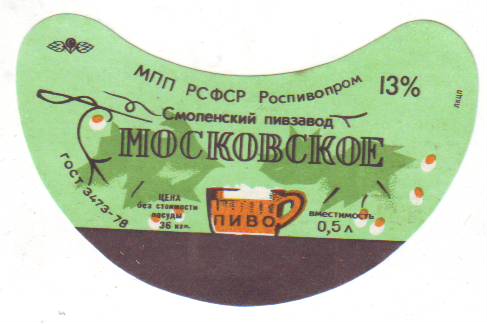 МПП РСФСР Роспивопром 13%
Смоленский пивзавод
МОСКОВСКОЕ
ГОСТ 3473-78
ЦЕНА
без стоимости
посуды
36 коп.
ПИВО
вместимость
0,5 л